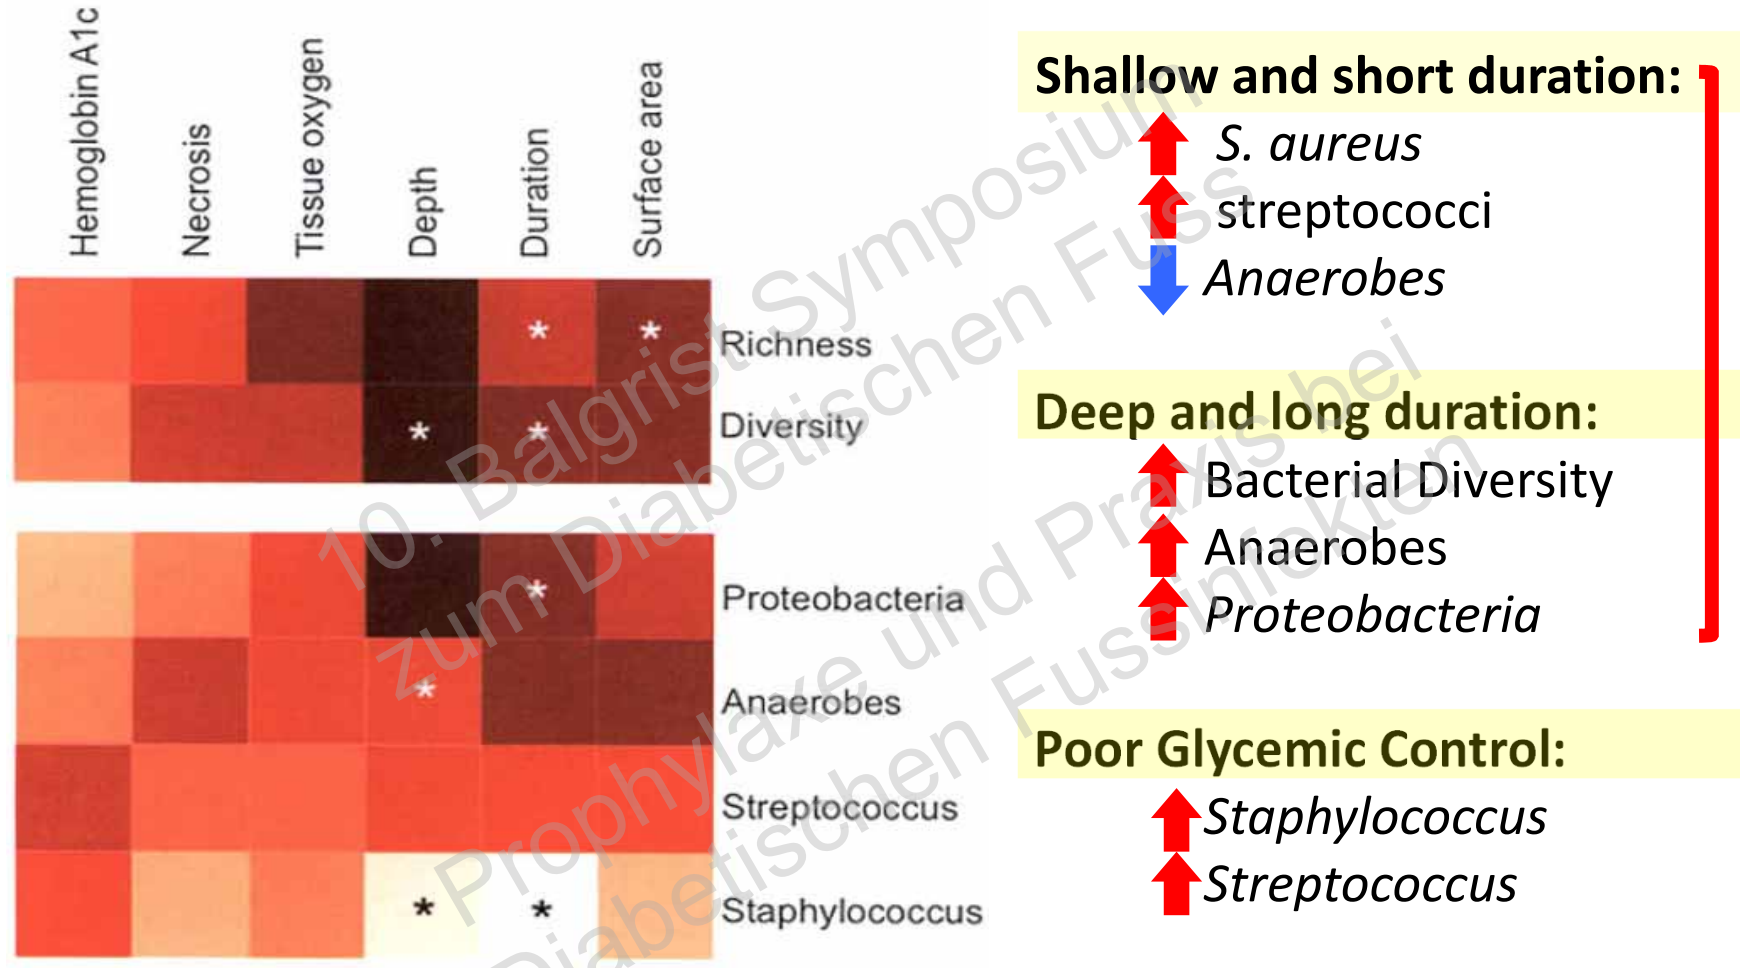 Hemoglobin A1c
Necrosis
Tissue oxygen
Depth
Duration
Surface area
* * Richness
* * Diversity
* Proteobacteria
* Anaerobes
Streptococcus
* * Staphylococcus
Shallow and short duration:
S. aureus
streptococci
Anaerobes
Deep and long duration:
Bacterial Diversity
Anaerobes
Proteobacteria
Poor Glycemic Control:
Staphylococcus
Streptococcus
10. Balgrist Symposium
zum Diabetischen Fuss
Prophylaxe und Praxis bei
Diabetischen Fussinfekten